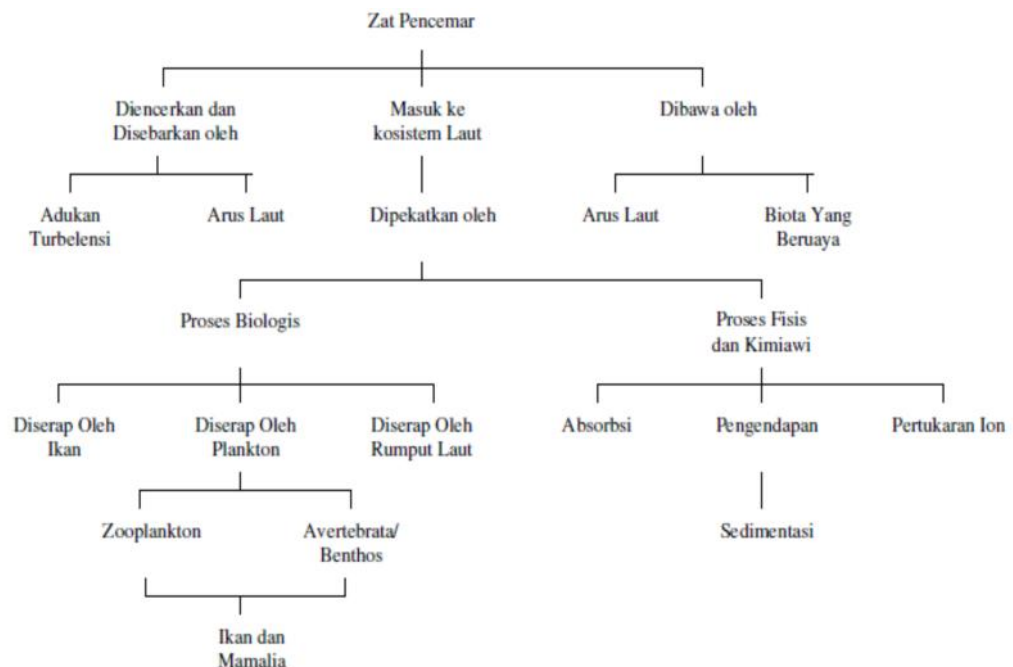 Zat Pencemar
Diencerkan dan
Disebarkan oleh
Masuk ke
kosistem Laut
Dibawa oleh
Adukan
Turbelensi
Arus Laut
Dipekatkan oleh
Arus Laut
Biota Yang
Beruaya
Proses Biologis
Proses Fisis
dan Kimiawi
Diserap Oleh
Ikan
Diserap Oleh
Plankton
Diserap Oleh
Rumput Laut
Absorbsi
Pengendapan
Pertukaran Ion
Zooplankton
Avertebrata/
Benthos
Sedimentasi
Ikan dan
Mamalia